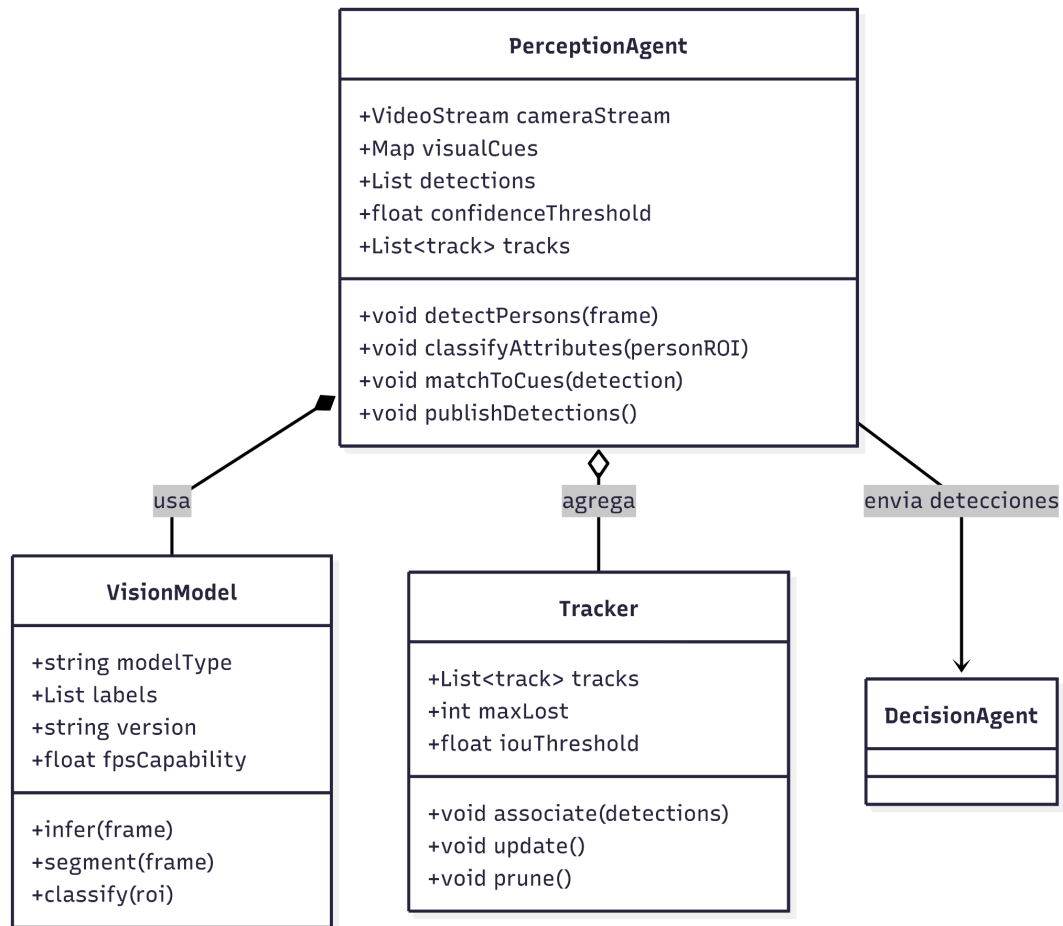 PerceptionAgent
+VideoStream cameraStream
+Map visualCues
+List detections
+float confidenceThreshold
+List<track> tracks
+void detectPersons(frame)
+void classifyAttributes(personROI)
+void matchToCues(detection)
+void publishDetections()
usa
agrega
envia detecciones
VisionModel
+string modelType
+List labels
+string version
+float fpsCapability
+infer(frame)
+segment(frame)
+classify(roi)
Tracker
+List<track> tracks
+int maxLost
+float iouThreshold
+void associate(detections)
+void update()
+void prune()
DecisionAgent